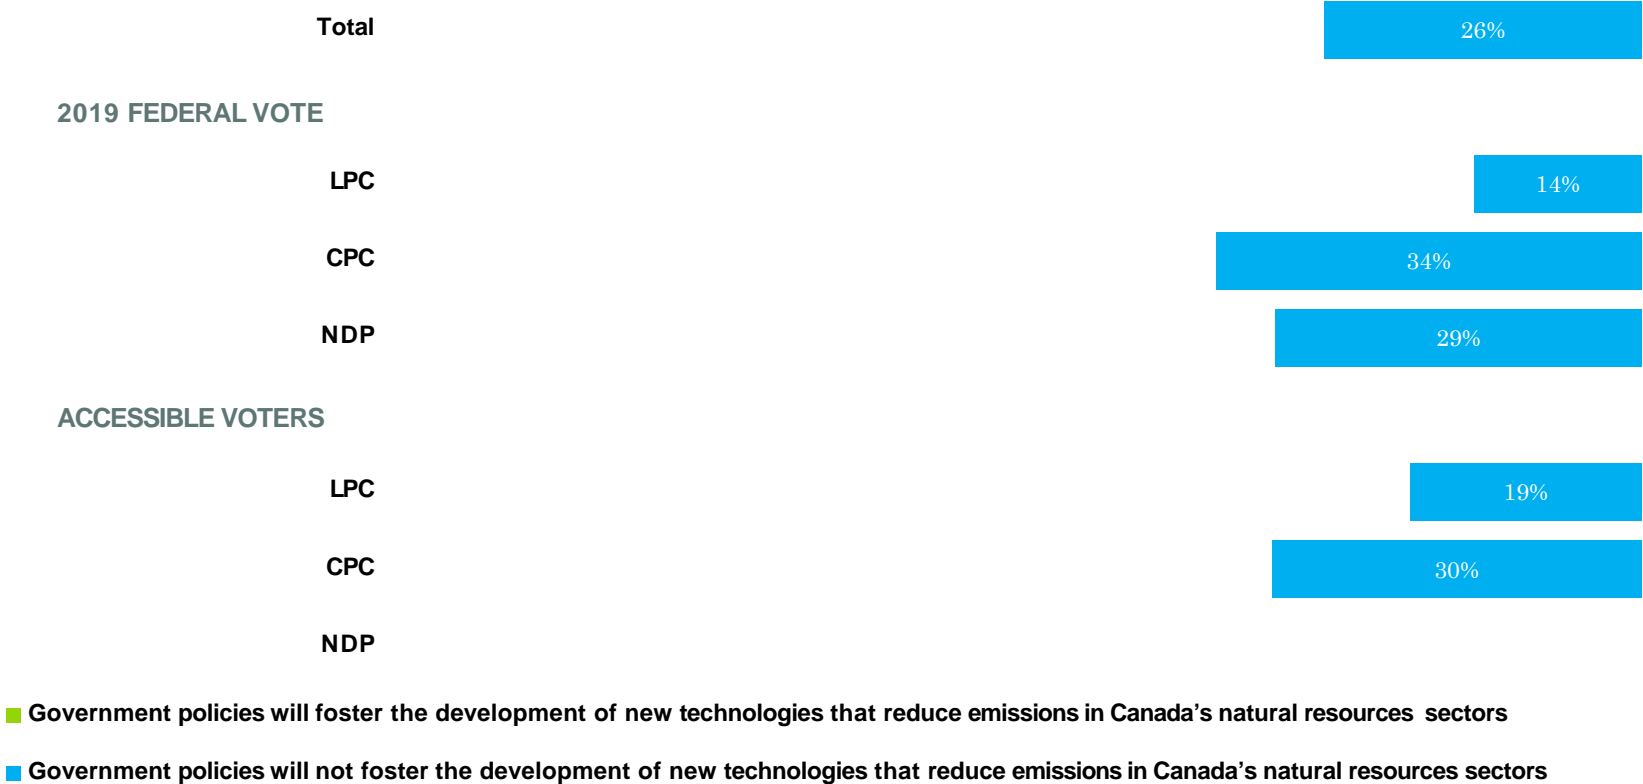 Total 26%
2019 FEDERAL VOTE
LPC 14%
CPC 34%
NDP 29%
ACCESSIBLE VOTERS
LPC 19%
CPC 30%
NDP
Government policies will foster the development of new technologies that reduce emissions in Canada’s natural resources sectors
Government policies will not foster the development of new technologies that reduce emissions in Canada’s natural resources sectors